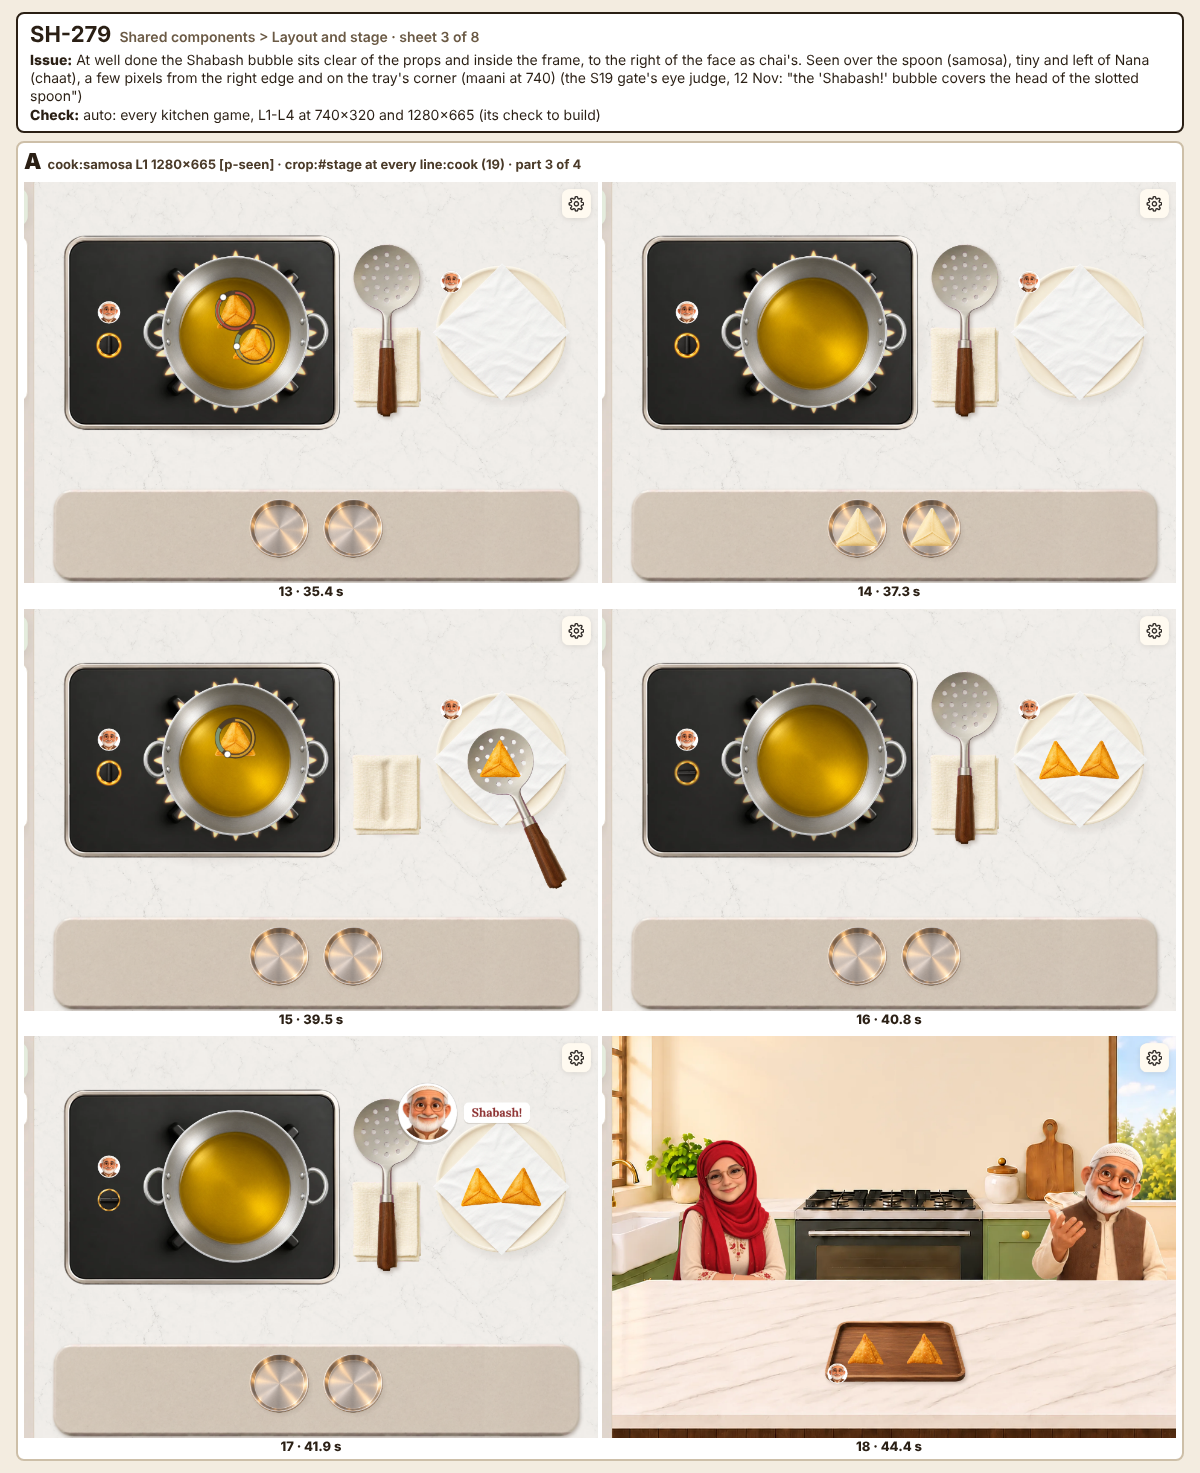 SH-279 Shared components > Layout and stage · sheet 3 of 8
Issue: At well done the Shabash bubble sits clear of the props and inside the frame, to the right of the face as chai's. Seen over the spoon (samosa), tiny and left of Nana
(chaat), a few pixels from the right edge and on the tray's corner (maani at 740) (the S19 gate's eye judge, 12 Nov: "the 'Shabash!' bubble covers the head of the slotted
spoon")
Check: auto: every kitchen game, L1-L4 at 740×320 and 1280×665 (its check to build)
A cook:samosa L1 1280×665 [p-seen] · crop:#stage at every line:cook (19) · part 3 of 4
13 · 35.4 s
14 · 37.3 s
15 · 39.5 s
16 · 40.8 s
Shabash!
17 · 41.9 s
18 · 44.4 s